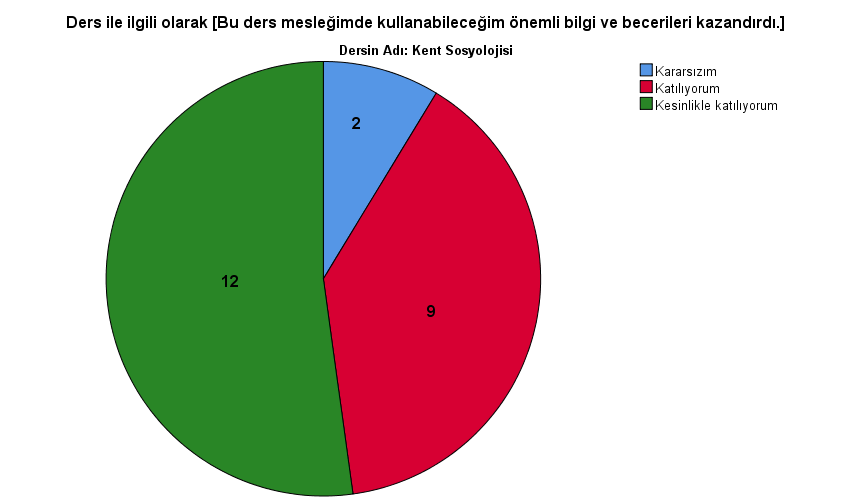 Ders ile ilgili olarak [Bu ders mesleğimde kullanabileceğim önemli bilgi ve becerileri kazandırdı.]
Dersin Adı: Kent Sosyolojisi
Kararsızım
Katılıyorum
Kesinlikle katılıyorum
2
12
9